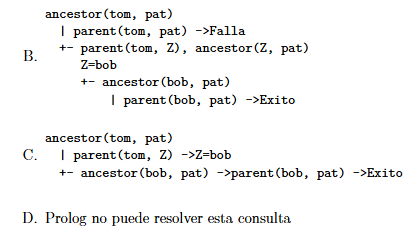 ancestor(tom, pat)
| parent(tom, pat) ->Falla
B. +- parent(tom, Z), ancestor(Z, pat)
Z=bob
+- ancestor(bob, pat)
| parent(bob, pat) ->Exito
ancestor(tom, pat)
C. | parent(tom, Z) ->Z=bob
+- ancestor(bob, pat) ->parent(bob, pat) ->Exito
D. Prolog no puede resolver esta consulta